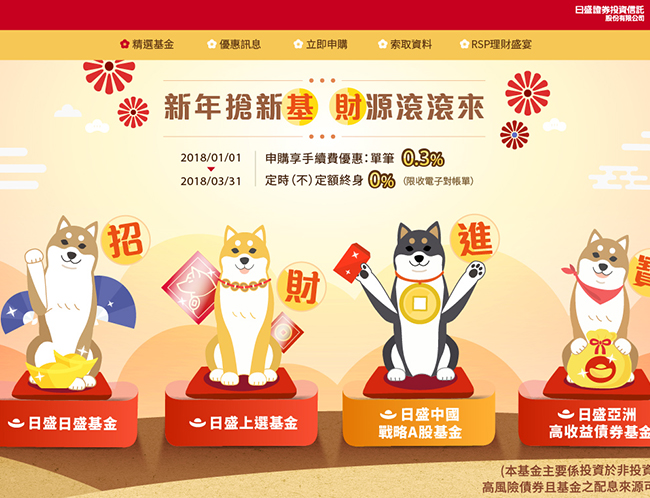 日盛證券投資信託
股份有限公司
精選基金 優惠訊息 立即申購 索取資料 RSP理財盛宴
新年搶新基 財源滾滾來
2018/01/01 申購享手續費優惠：單筆 0.3%
2018/03/31 定時(不)定額終身 0% (限收電子對帳單)
招 財 進 寶
日盛日盛基金
日盛上選基金
日盛中國
戰略A股基金
日盛亞洲
高收益債券基金
(本基金主要係投資於非投資
高風險債券且基金之配息來源可